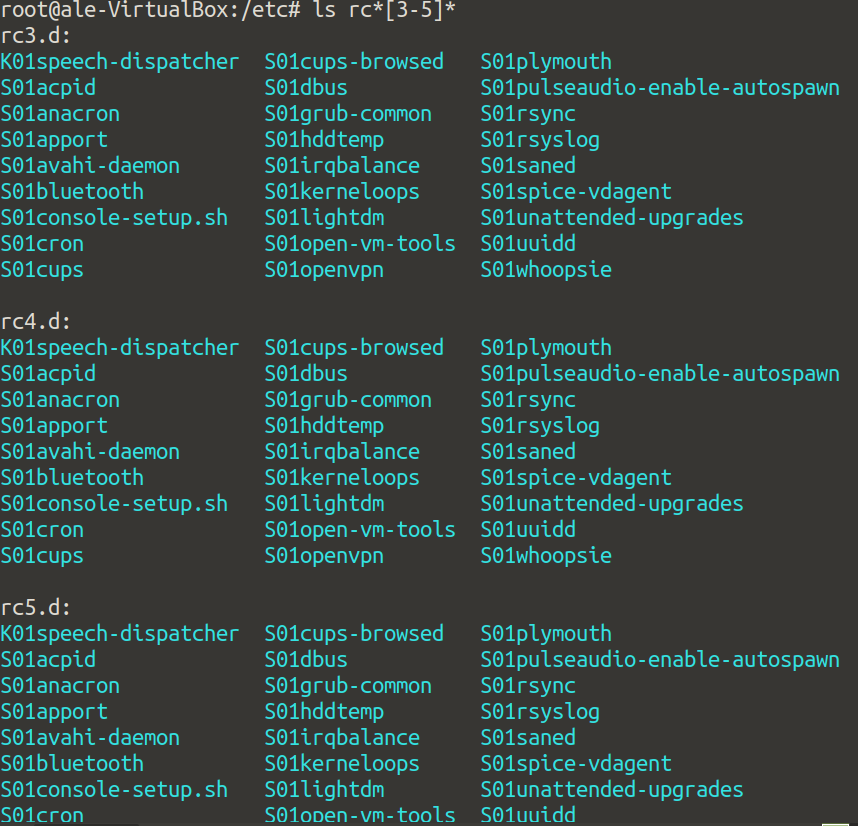 root@ale-VirtualBox:/etc# ls rc*[3-5]*
rc3.d:
K01speech-dispatcher  S01cups-browsed   S01plymouth
S01acpid              S01dbus           S01pulseaudio-enable-autospawn
S01anacron            S01grub-common    S01rsync
S01apport             S01hddtemp        S01rsyslog
S01avahi-daemon       S01irqbalance     S01saned
S01bluetooth          S01kerneloops     S01spice-vdagent
S01console-setup.sh   S01lightdm        S01unattended-upgrades
S01cron               S01open-vm-tools  S01uuidd
S01cups               S01openvpn        S01whoopsie

rc4.d:
K01speech-dispatcher  S01cups-browsed   S01plymouth
S01acpid              S01dbus           S01pulseaudio-enable-autospawn
S01anacron            S01grub-common    S01rsync
S01apport             S01hddtemp        S01rsyslog
S01avahi-daemon       S01irqbalance     S01saned
S01bluetooth          S01kerneloops     S01spice-vdagent
S01console-setup.sh   S01lightdm        S01unattended-upgrades
S01cron               S01open-vm-tools  S01uuidd
S01cups               S01openvpn        S01whoopsie

rc5.d:
K01speech-dispatcher  S01cups-browsed   S01plymouth
S01acpid              S01dbus           S01pulseaudio-enable-autospawn
S01anacron            S01grub-common    S01rsync
S01apport             S01hddtemp        S01rsyslog
S01avahi-daemon       S01irqbalance     S01saned
S01bluetooth          S01kerneloops     S01spice-vdagent
S01console-setup.sh   S01lightdm        S01unattended-upgrades
S01cron               S01open-vm-tools  S01uuidd